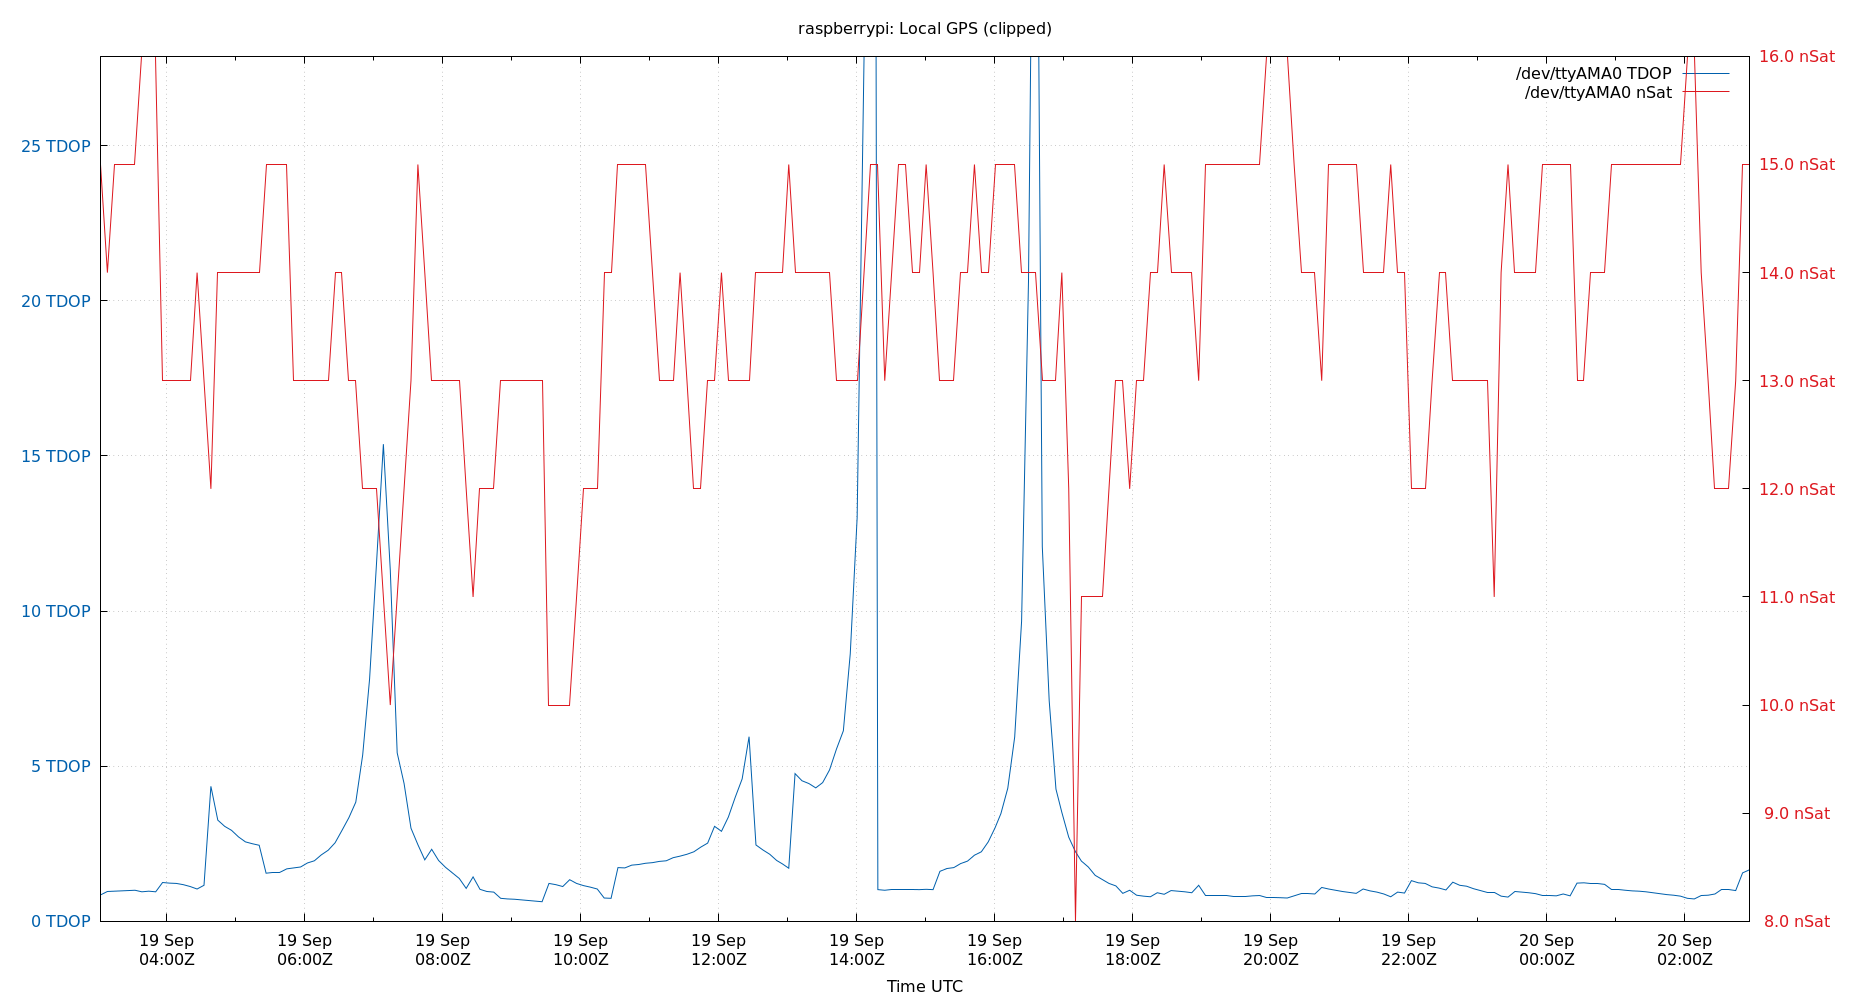 raspberrypi: Local GPS (clipped)
/dev/ttyAMA0 TDOP
/dev/ttyAMA0 nSat
25 TDOP
20 TDOP
15 TDOP
10 TDOP
5 TDOP
0 TDOP
16.0 nSat
15.0 nSat
14.0 nSat
13.0 nSat
12.0 nSat
11.0 nSat
10.0 nSat
9.0 nSat
8.0 nSat
19 Sep 19 Sep 19 Sep 19 Sep 19 Sep 19 Sep 19 Sep 19 Sep 19 Sep 19 Sep 20 Sep 20 Sep
04:00Z 06:00Z 08:00Z 10:00Z 12:00Z 14:00Z 16:00Z 18:00Z 20:00Z 22:00Z 00:00Z 02:00Z
Time UTC